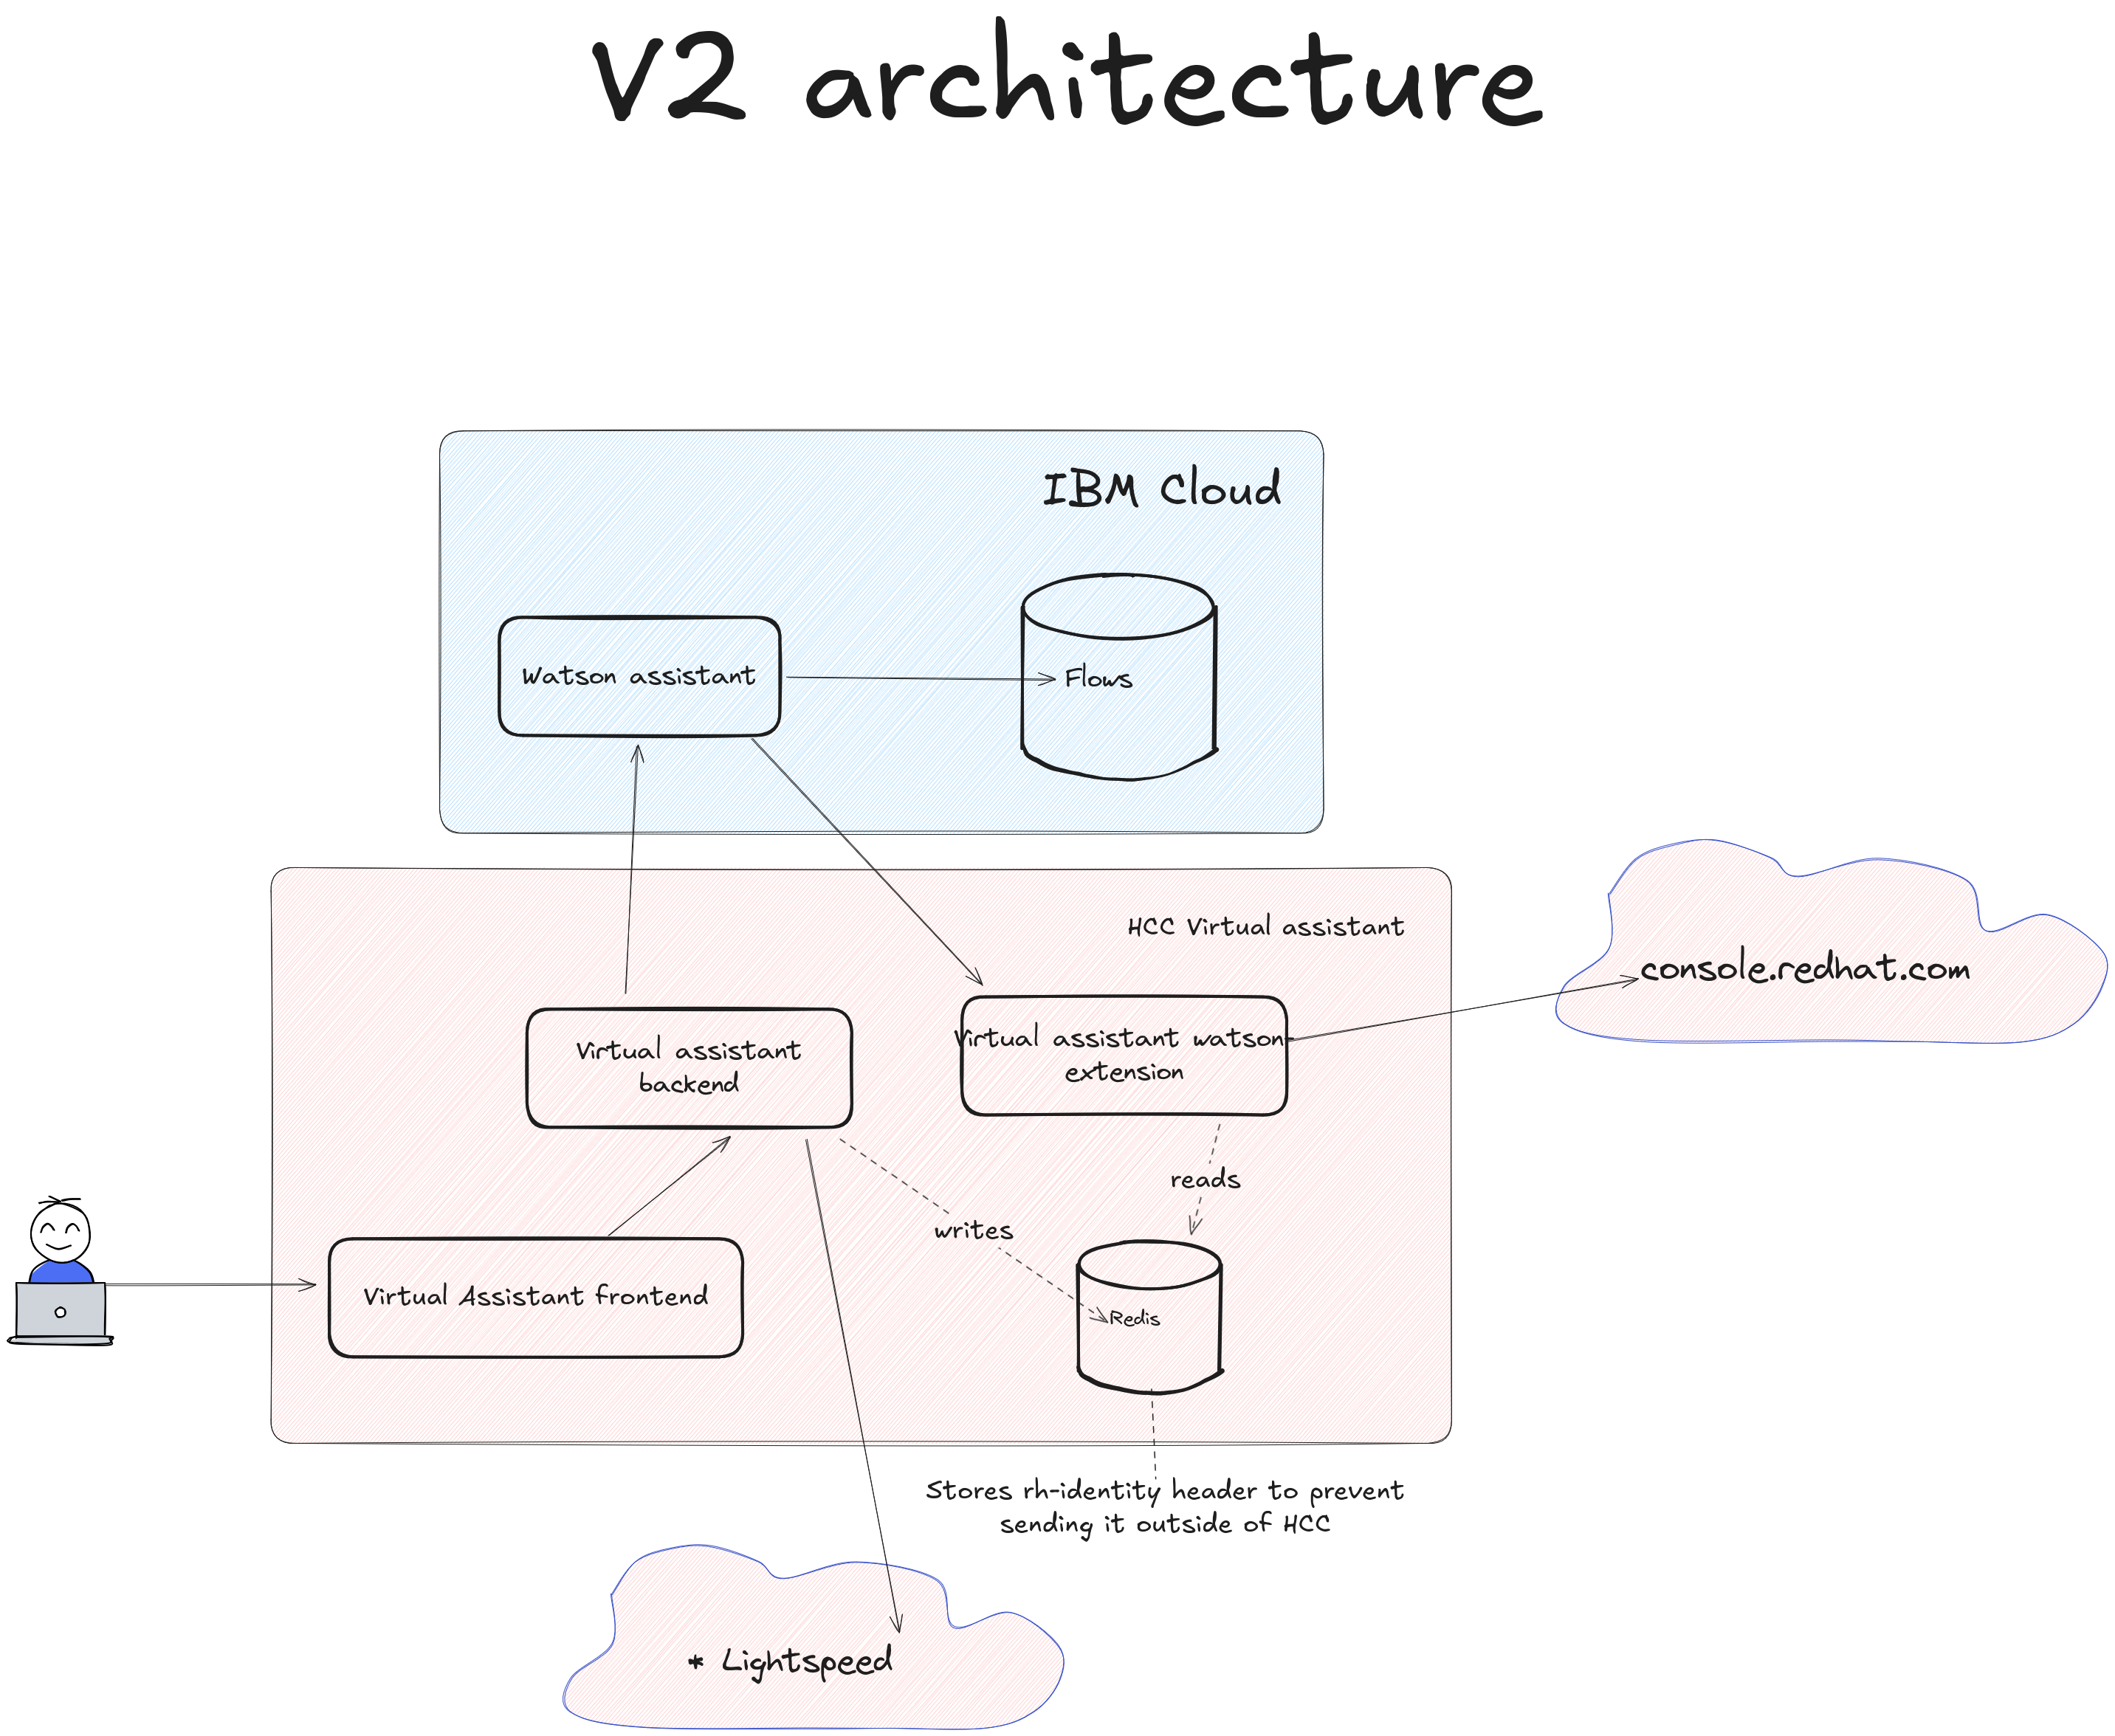 V2 architecture
IBM Cloud
Watson assistant
Flows
HCC Virtual assistant
console.redhat.com
Virtual assistant
backend
Virtual assistant watson-
extension
reads
writes
Virtual Assistant frontend
Redis
Stores rh-identity header to prevent
sending it outside of HCC
* Lightspeed